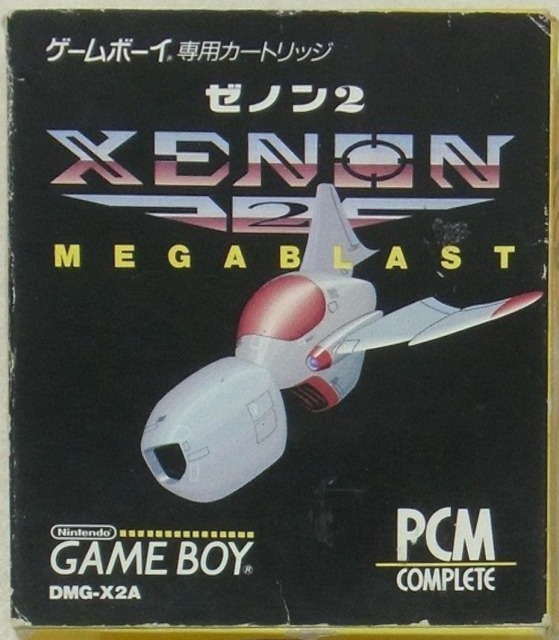 ゲームボーイ® 専用カートリッジ
ゼノン2
XENON
2
MEGABLAST
Nintendo®
GAME BOY®
DMG-X2A
PCM
COMPLETE